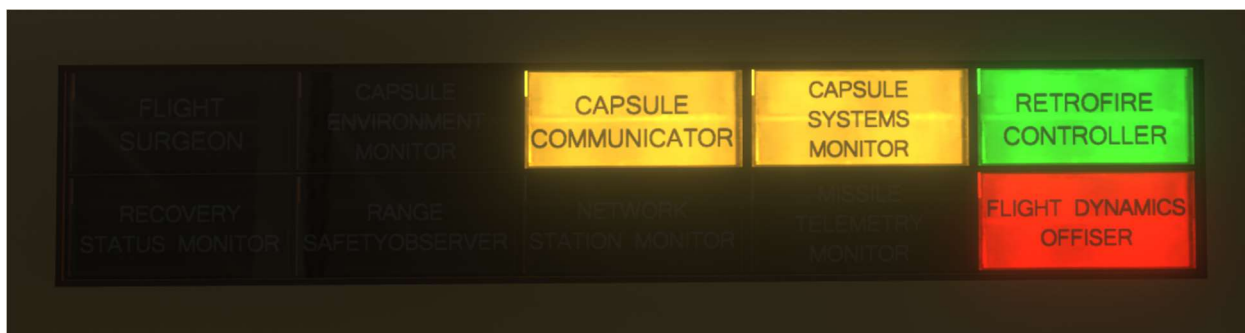 FLIGHT
SURGEON
CAPSULE
ENVIRONMENT
MONITOR
CAPSULE
COMMUNICATOR
CAPSULE
SYSTEMS
MONITOR
RETROFIRE
CONTROLLER
RECOVERY
STATUS MONITOR
RANGE
SAFETYOBSERVER
NETWORK
STATION MONITOR
MISSILE
TELEMETRY
MONITOR
FLIGHT DYNAMICS
OFFISER